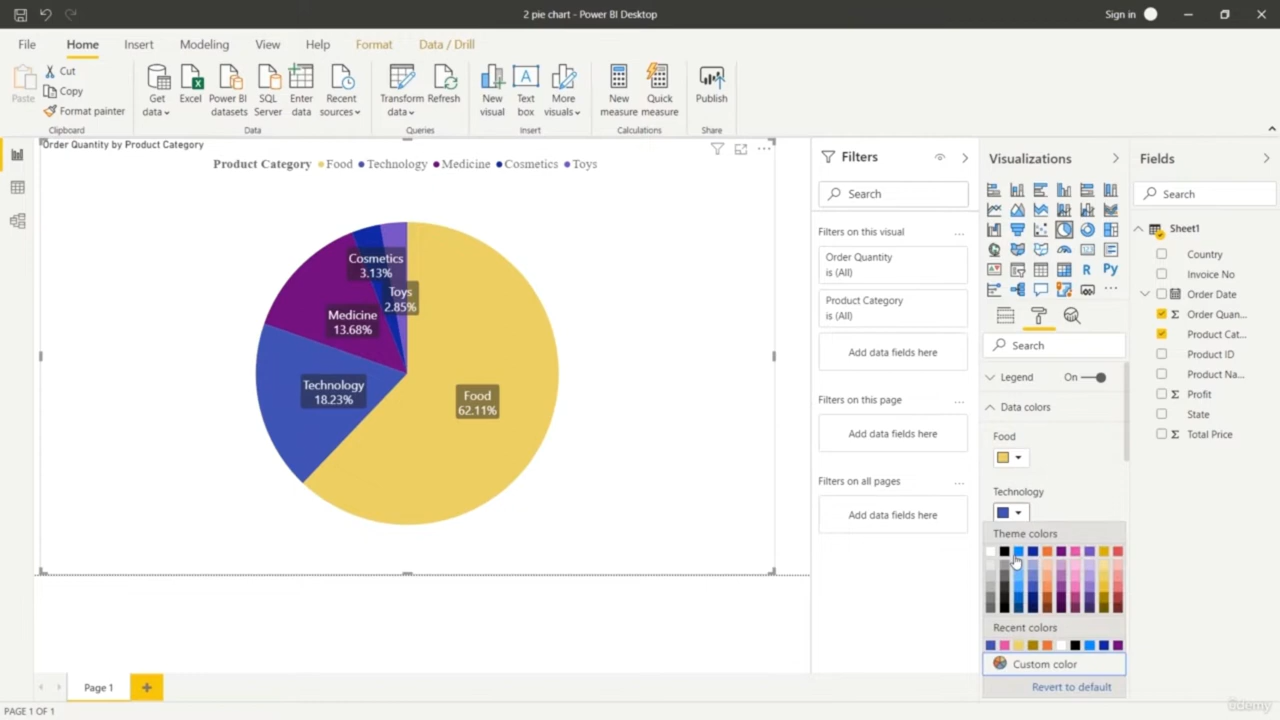 2 pie chart - Power BI Desktop
Sign in
File Home Insert Modeling View Help Format Data / Drill
Paste
Cut
Copy
Format painter
Clipboard
Get data
Excel
Power BI datasets
SQL Server
Enter data
Recent sources
Data
Transform data
Refresh
Queries
New visual
Text box
More visuals
Insert
New measure
Quick measure
Calculations
Publish
Share
Order Quantity by Product Category
Product Category Food Technology Medicine Cosmetics Toys
Cosmetics
3.13%
Toys
2.85%
Medicine
13.68%
Technology
18.23%
Food
62.11%
Filters
Search
Filters on this visual
Order Quantity
is (All)
Product Category
is (All)
Add data fields here
Filters on this page
Add data fields here
Filters on all pages
Add data fields here
Visualizations
R Py
Search
Legend On
Data colors
Food
Technology
Theme colors
Recent colors
Custom color
Revert to default
Fields
Search
Sheet1
Country
Invoice No
Order Date
Σ Order Quan...
Product Cat...
Product ID
Product Na...
Σ Profit
State
Σ Total Price
Page 1
PAGE 1 OF 1
ûdemy